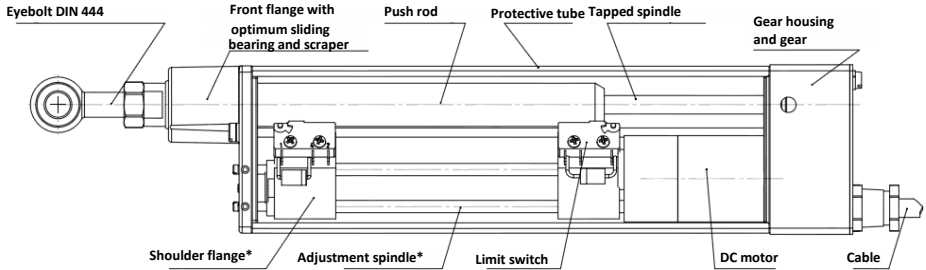 Eyebolt DIN 444
Front flange with
optimum sliding
bearing and scraper
Push rod
Protective tube
Tapped spindle
Gear housing
and gear
Shoulder flange*
Adjustment spindle*
Limit switch
DC motor
Cable